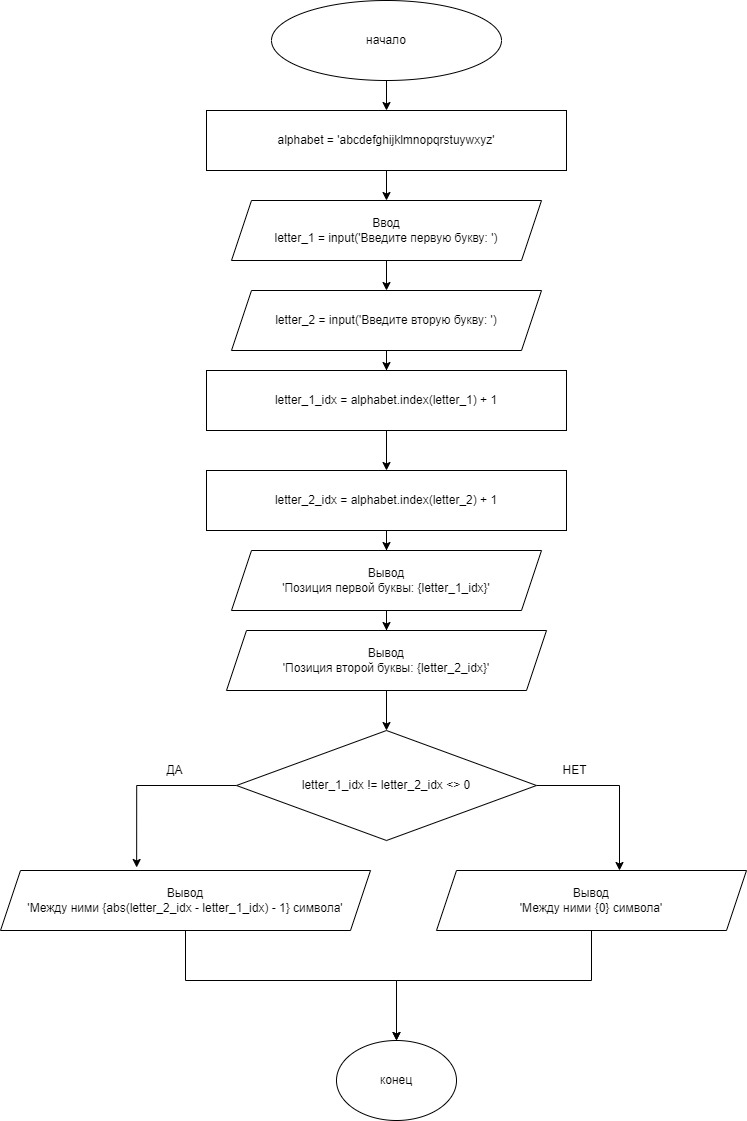 начало
alphabet = 'abcdefghijklmnopqrstuywxyz'
Ввод
letter_1 = input('Введите первую букву: ')
letter_2 = input('Введите вторую букву: ')
letter_1_idx = alphabet.index(letter_1) + 1
letter_2_idx = alphabet.index(letter_2) + 1
Вывод
'Позиция первой буквы: {letter_1_idx}'
Вывод
'Позиция второй буквы: {letter_2_idx}'
ДА
НЕТ
letter_1_idx != letter_2_idx <> 0
Вывод
'Между ними {abs(letter_2_idx - letter_1_idx) - 1} символа'
Вывод
'Между ними {0} символа'
конец